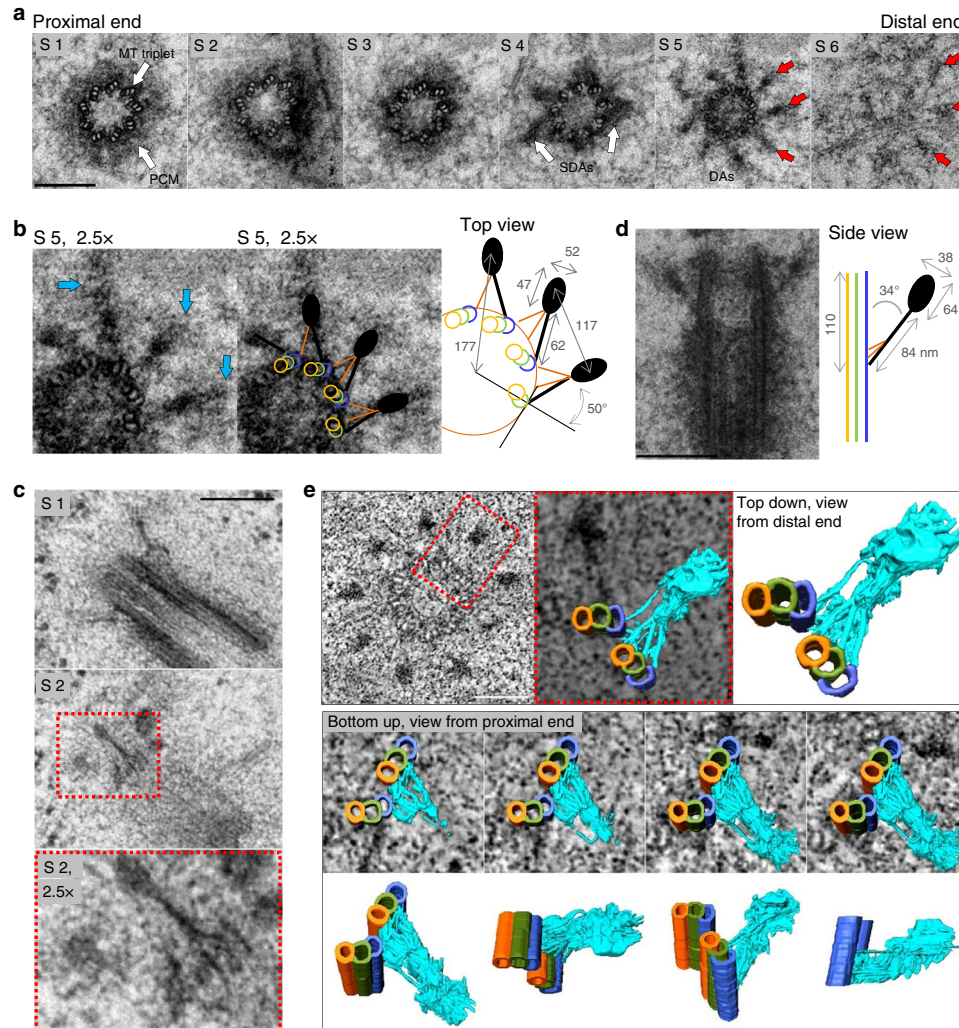 a
Proximal end
Distal end
S 1
MT triplet
PCM
S 2
S 3
S 4
SDAs
S 5
DAs
S 6
b
S 5, 2.5×
S 5, 2.5×
Top view
52
47
117
177
62
50°
d
Side view
38
34°
64
110
84 nm
c
S 1
S 2
S 2,
2.5×
e
Top down, view
from distal end
Bottom up, view from proximal end